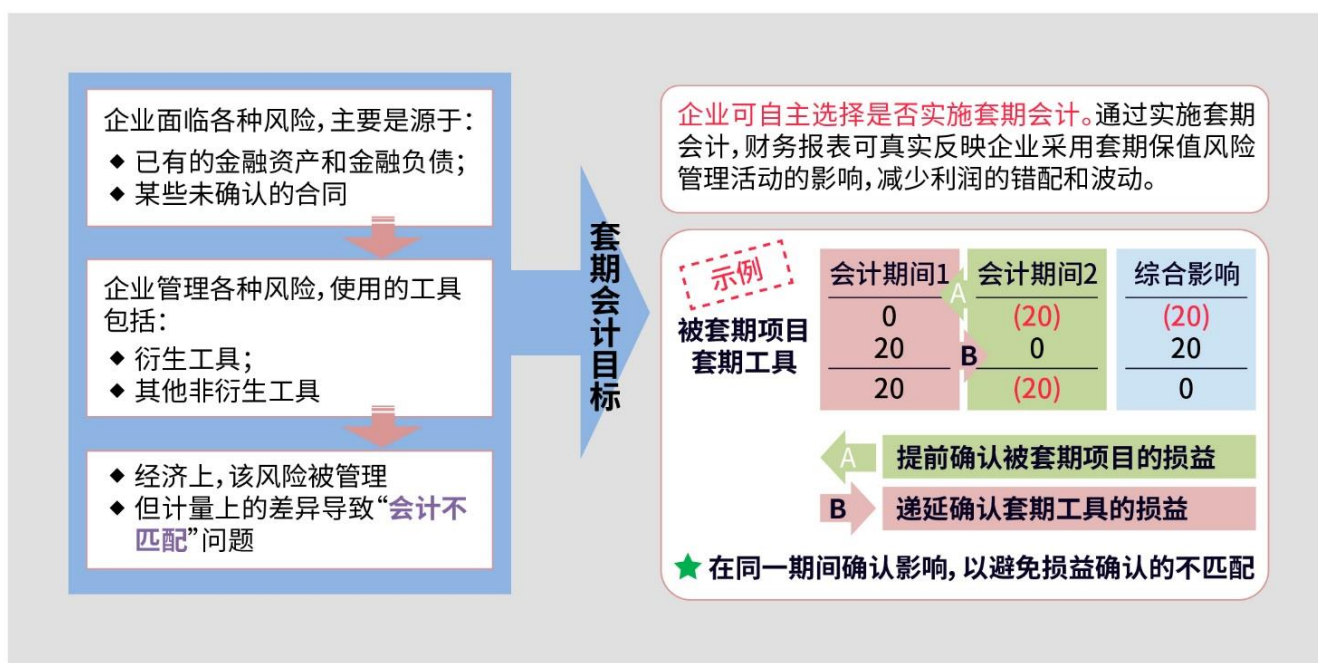 企业面临各种风险，主要是源于：
◆ 已有的金融资产和金融负债；
◆ 某些未确认的合同
企业管理各种风险，使用的工具
包括：
◆ 衍生工具；
◆ 其他非衍生工具
◆ 经济上，该风险被管理
◆ 但计量上的差异导致“会计不
匹配”问题
套期会计目标
企业可自主选择是否实施套期会计。通过实施套期
会计，财务报表可真实反映企业采用套期保值风险
管理活动的影响，减少利润的错配和波动。
示例
会计期间1 会计期间2 综合影响
A
被套期项目 0 (20) (20)
套期工具 20 B 0 20
20 (20) 0
A 提前确认被套期项目的损益
B 递延确认套期工具的损益
★ 在同一期间确认影响，以避免损益确认的不匹配